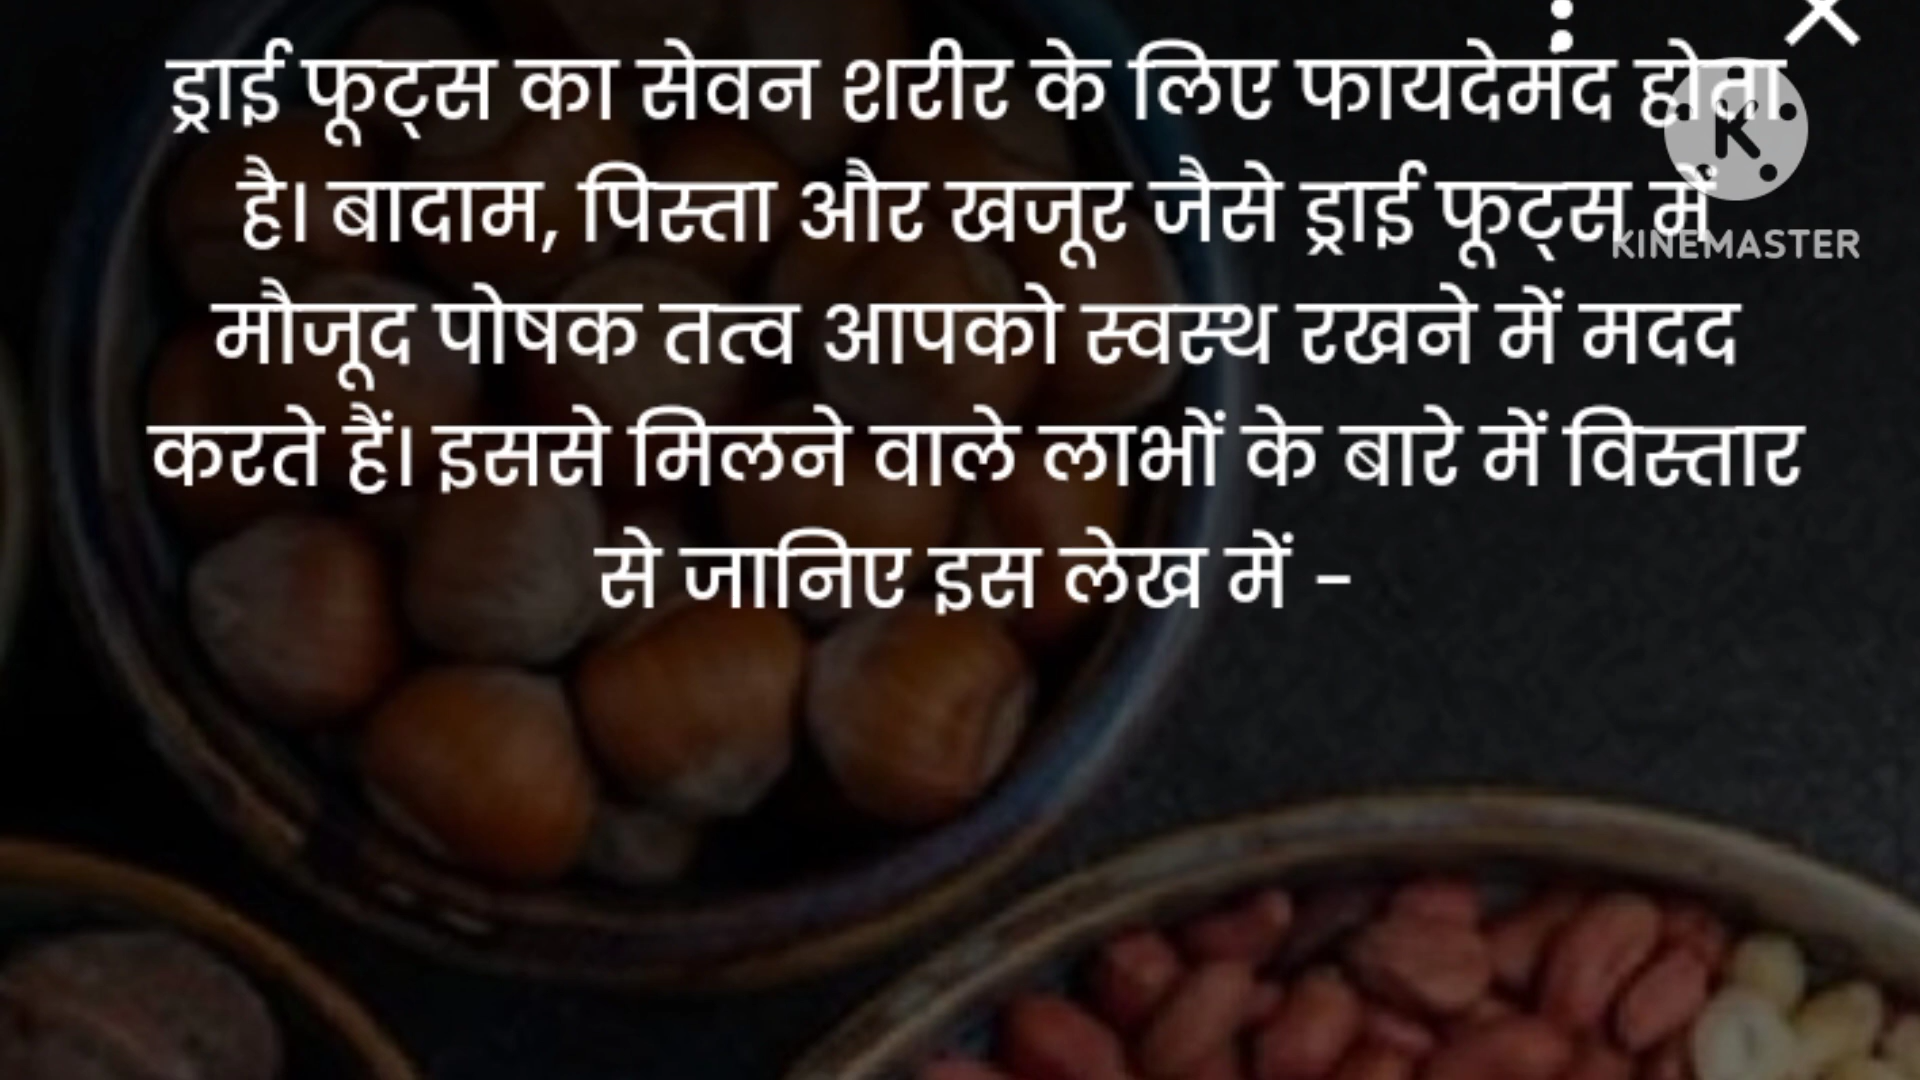 ड्राई फूट्स का सेवन शरीर के लिए फायदेमंद होता
है। बादाम, पिस्ता और खजूर जैसे ड्राई फूट्स में
K
KINEMASTER
मौजूद पोषक तत्व आपको स्वस्थ रखने में मदद
करते हैं। इससे मिलने वाले लाभों के बारे में विस्तार
से जानिए इस लेख में -